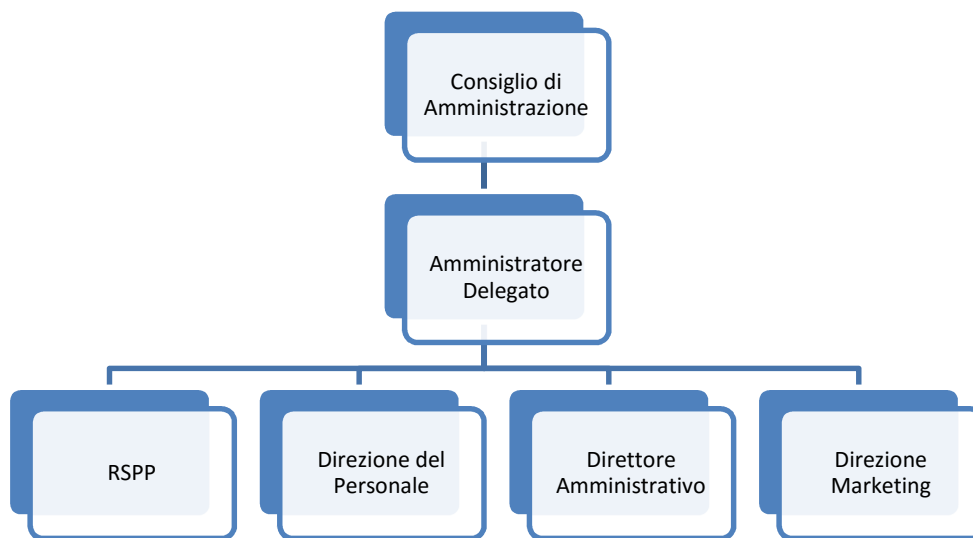 Consiglio di
Amministrazione
Amministratore
Delegato
RSPP
Direzione del
Personale
Direttore
Amministrativo
Direzione
Marketing